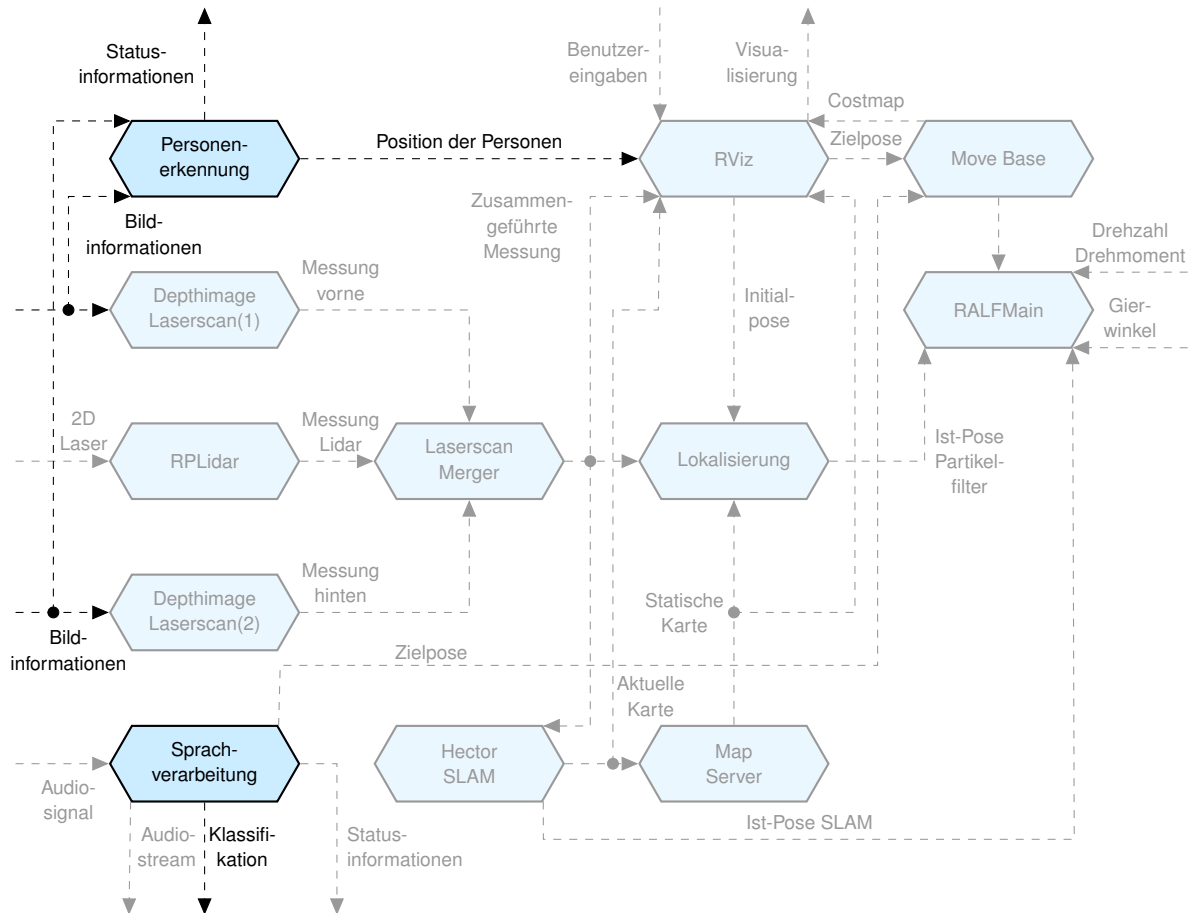 Status-
informationen
Benutzer-
eingaben
Visua-
lisierung
Costmap
Personen-
erkennung
Position der Personen
RViz
Zielpose
Move Base
Bild-
informationen
Zusammen-
geführte
Messung
Drehzahl
Drehmoment
Depthimage
Laserscan(1)
Messung
vorne
Initial-
pose
RALFMain
Gier-
winkel
2D
Laser
RPLidar
Messung
Lidar
Laserscan
Merger
Lokalisierung
Ist-Pose
Partikel-
filter
Depthimage
Laserscan(2)
Messung
hinten
Statische
Karte
Bild-
informationen
Zielpose
Aktuelle
Karte
Sprach-
verarbeitung
Hector
SLAM
Map
Server
Audio-
signal
Audio-
stream
Klassifi-
kation
Status-
informationen
Ist-Pose SLAM